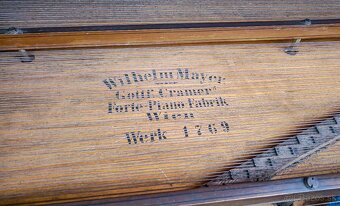 Wilhelm Mayer
Gottf. Cramer's
Forte-Piano Fabrik
Wien
Werk 1769